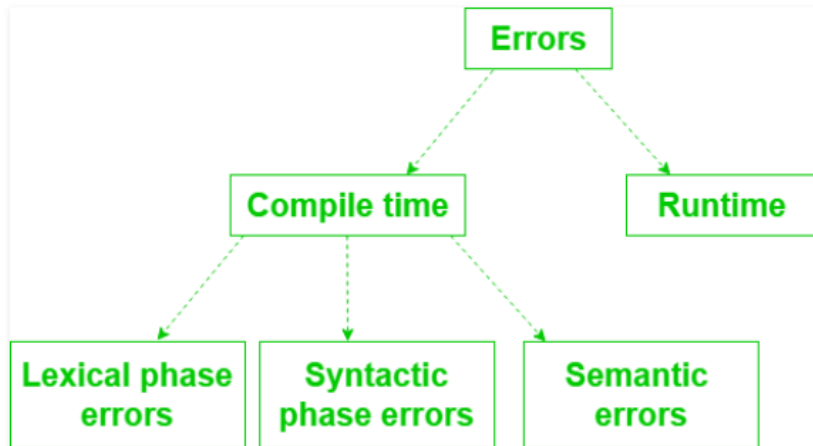 Errors
Compile time
Runtime
Lexical phase
errors
Syntactic
phase errors
Semantic
errors